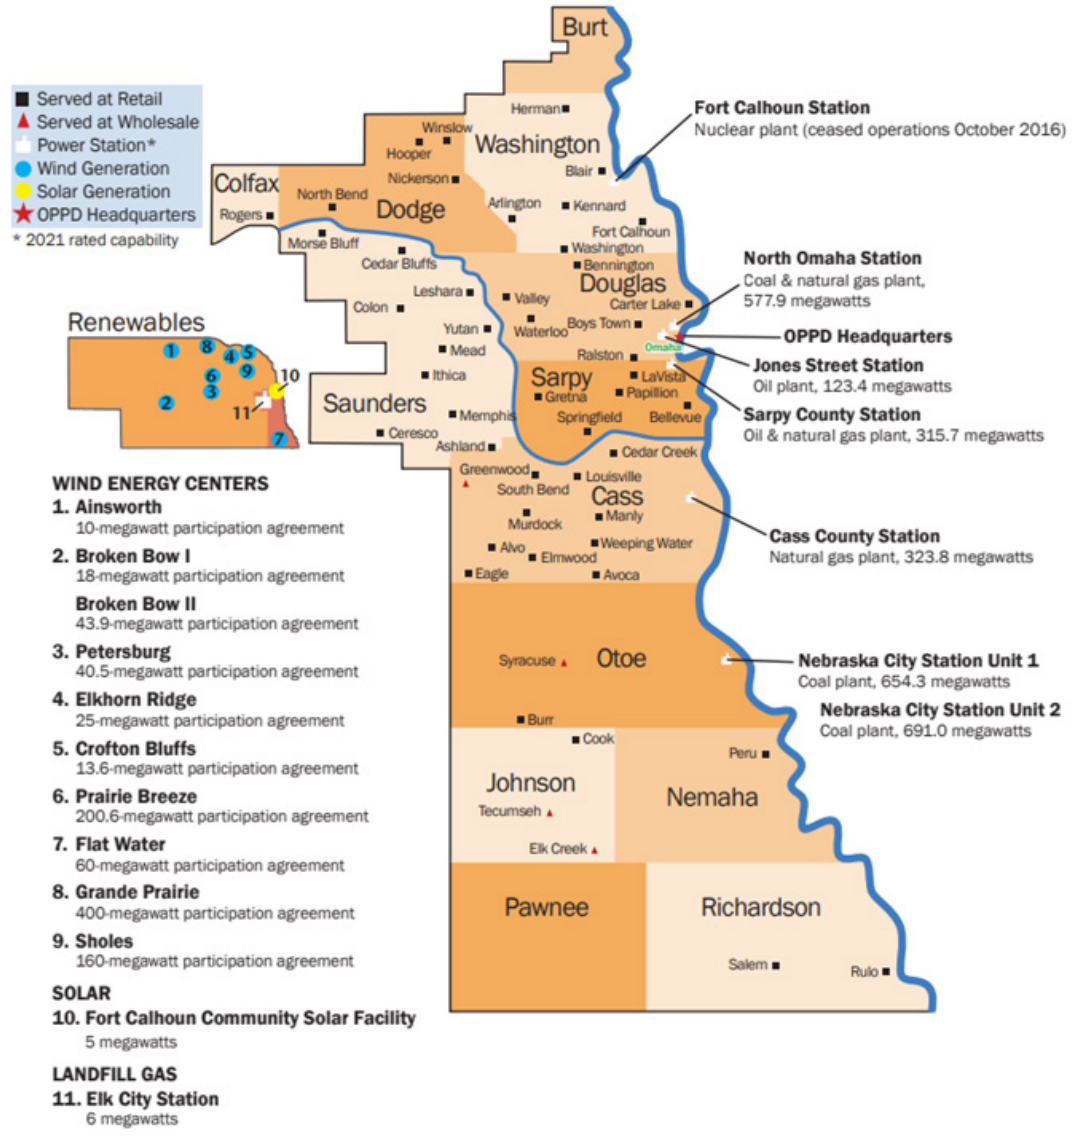 Burt
Served at Retail
Served at Wholesale
Power Station*
Wind Generation
Solar Generation
OPPD Headquarters
* 2021 rated capability
Herman
Winslow
Hooper
Washington
Blair
Nickerson
Colfax
North Bend
Dodge
Arlington
Kennard
Rogers
Fort Calhoun
Morse Bluff
Washington
Cedar Bluffs
Bennington
Douglas
Leshara
Valley
Carter Lake
Colon
Waterloo
Boys Town
Yutan
Omaha
Mead
Ralston
Ithica
Sarpy
LaVista
Gretna
Papillion
Saunders
Memphis
Springfield
Bellevue
Ceresco
Ashland
Cedar Creek
Greenwood
South Bend
Louisville
Cass
Murdock
Manly
Alvo
Elmwood
Weeping Water
Eagle
Avoca
Syracuse
Otoe
Burr
Cook
Peru
Johnson
Nemaha
Tecumseh
Elk Creek
Pawnee
Richardson
Salem
Rulo
Fort Calhoun Station
Nuclear plant (ceased operations October 2016)
North Omaha Station
Coal & natural gas plant,
577.9 megawatts
OPPD Headquarters
Jones Street Station
Oil plant, 123.4 megawatts
Sarpy County Station
Oil & natural gas plant, 315.7 megawatts
Cass County Station
Natural gas plant, 323.8 megawatts
Nebraska City Station Unit 1
Coal plant, 654.3 megawatts
Nebraska City Station Unit 2
Coal plant, 691.0 megawatts
Renewables
1
8
4
5
9
6
3
2
10
11
7
WIND ENERGY CENTERS
1. Ainsworth
10-megawatt participation agreement
2. Broken Bow I
18-megawatt participation agreement
Broken Bow II
43.9-megawatt participation agreement
3. Petersburg
40.5-megawatt participation agreement
4. Elkhorn Ridge
25-megawatt participation agreement
5. Crofton Bluffs
13.6-megawatt participation agreement
6. Prairie Breeze
200.6-megawatt participation agreement
7. Flat Water
60-megawatt participation agreement
8. Grande Prairie
400-megawatt participation agreement
9. Sholes
160-megawatt participation agreement
SOLAR
10. Fort Calhoun Community Solar Facility
5 megawatts
LANDFILL GAS
11. Elk City Station
6 megawatts